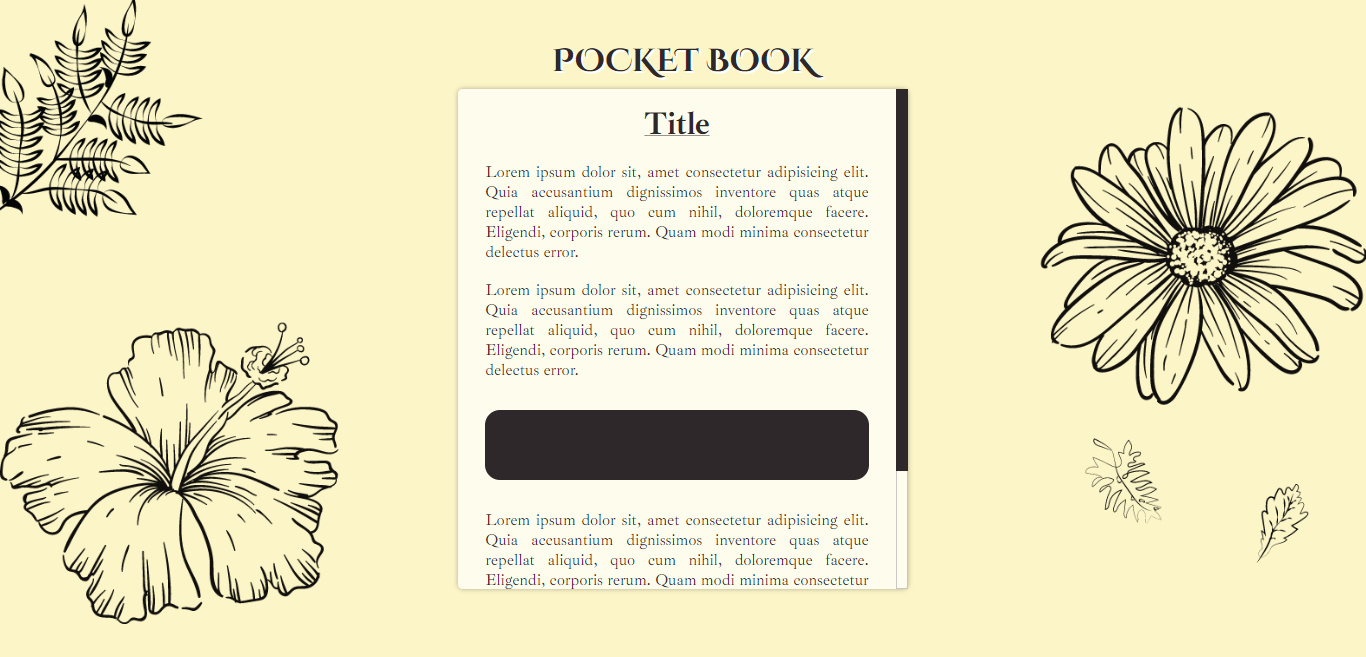 POCKET BOOK
Title
Lorem ipsum dolor sit, amet consectetur adipisicing elit.
Quia accusantium dignissimos inventore quas atque
repellat aliquid, quo cum nihil, doloremque facere.
Eligendi, corporis rerum. Quam modi minima consectetur
delectus error.
Lorem ipsum dolor sit, amet consectetur adipisicing elit.
Quia accusantium dignissimos inventore quas atque
repellat aliquid, quo cum nihil, doloremque facere.
Eligendi, corporis rerum. Quam modi minima consectetur
delectus error.
Lorem ipsum dolor sit, amet consectetur adipisicing elit.
Quia accusantium dignissimos inventore quas atque
repellat aliquid, quo cum nihil, doloremque facere.
Eligendi, corporis rerum. Quam modi minima consectetur